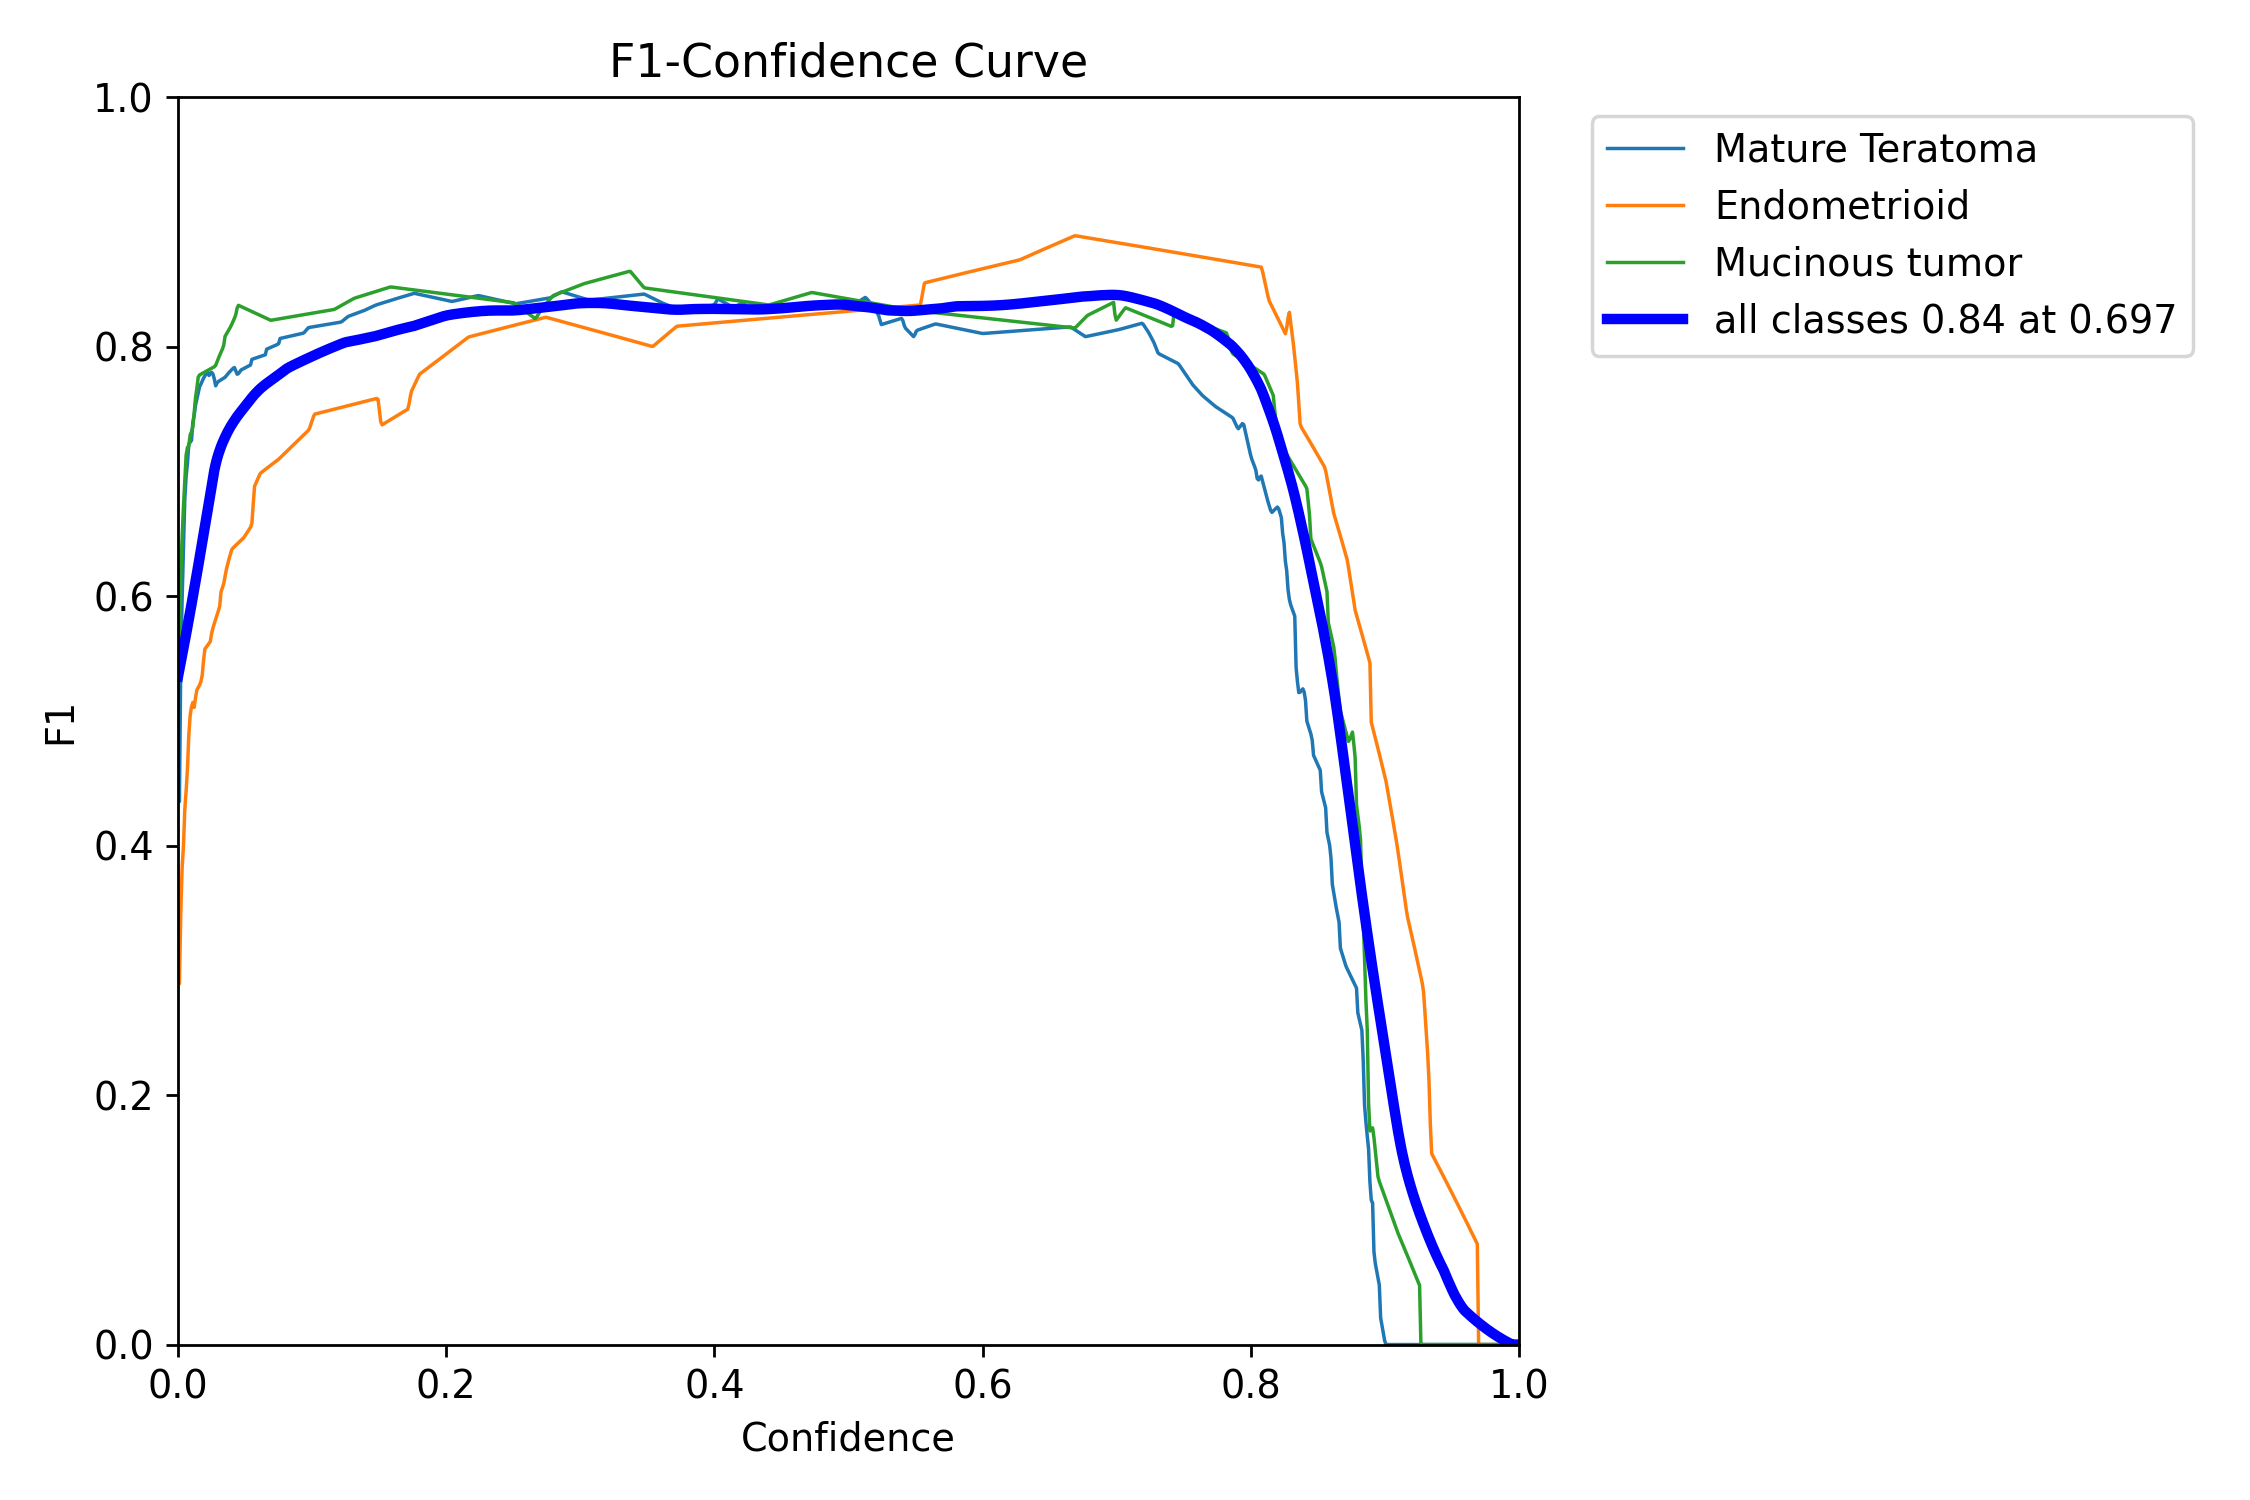 F1-Confidence Curve
1.0
0.8
0.6
0.4
0.2
0.0
F1
0.0 0.2 0.4 0.6 0.8 1.0
Confidence
Mature Teratoma
Endometrioid
Mucinous tumor
all classes 0.84 at 0.697